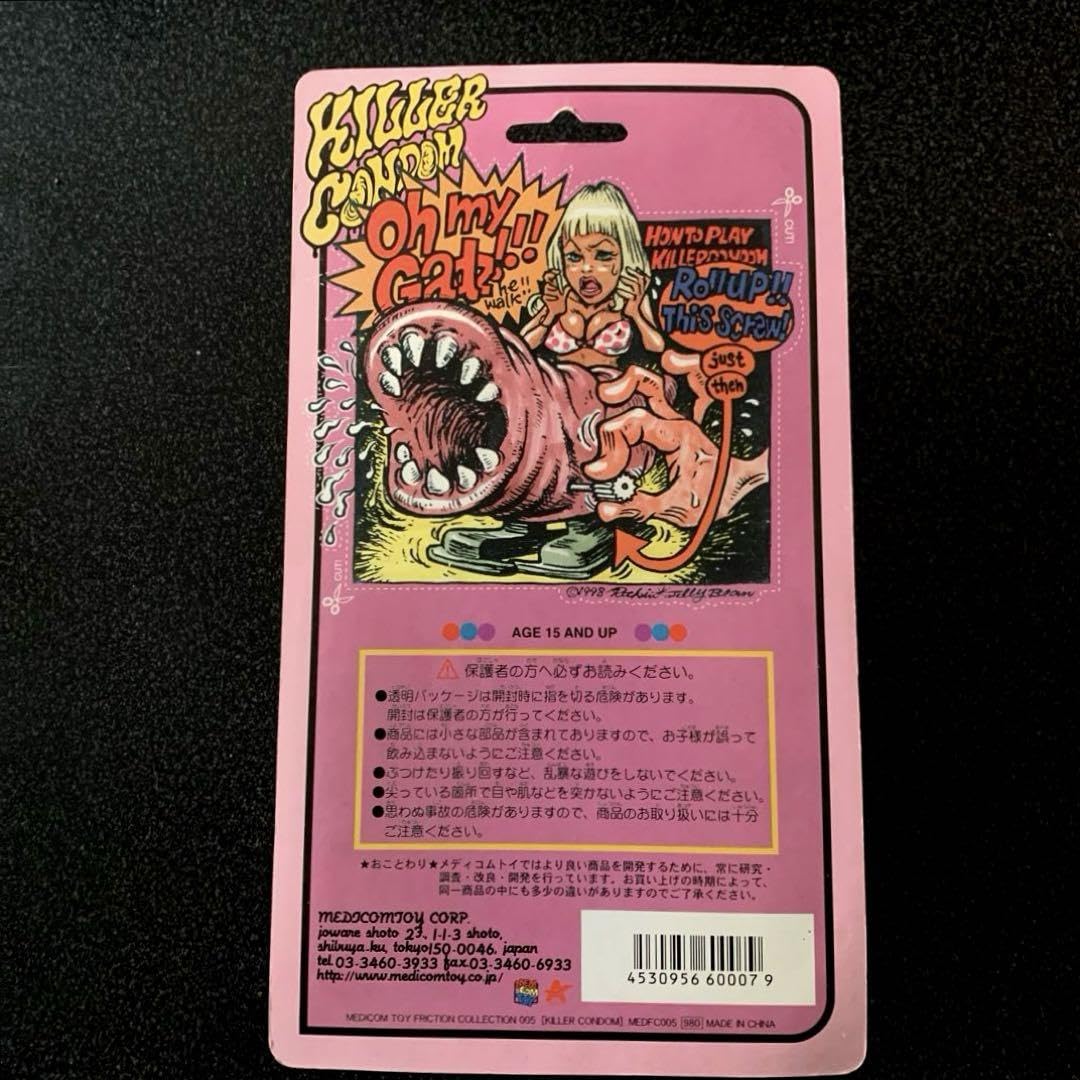 KILLER
CONDOM
Oh my
Gatz!!!
he!!
walk!!
HOW TO PLAY
KILLERCONDOM
Roll up!!
This Screw!
just
then
CUT!
CUT!
©1998 Rockin' Jelly Bean
AGE 15 AND UP
保護者の方へ必ずお読みください。
●透明パッケージは開封時に指を切る危険があります。
開封は保護者の方が行ってください。
●商品には小さな部品が含まれておりますので、お子様が誤って
飲み込まないようにご注意ください。
●ぶつけたり振り回すなど、乱暴な遊びをしないでください。
●尖っている箇所で目や肌などを突かないようにご注意ください。
●思わぬ事故の危険がありますので、商品のお取り扱いには十分
ご注意ください。
★おことわり★メディコムトイではより良い商品を開発するために、常に研究・
調査・改良・開発を行っています。お買い上げの時期によって、
同一商品の中にも多少の違いがありますのでご了承ください。
MEDICOMTOY CORP.
joware shoto 23, 1-1-3 shoto,
shibuya-ku, tokyo150-0046. japan
tel.03-3460-3933 fax.03-3460-6933
http://www.medicomtoy.co.jp/
4530956 60007 9
MEDICOM TOY FRICTION COLLECTION 005 [KILLER CONDOM] MEDFC005 980 MADE IN CHINA